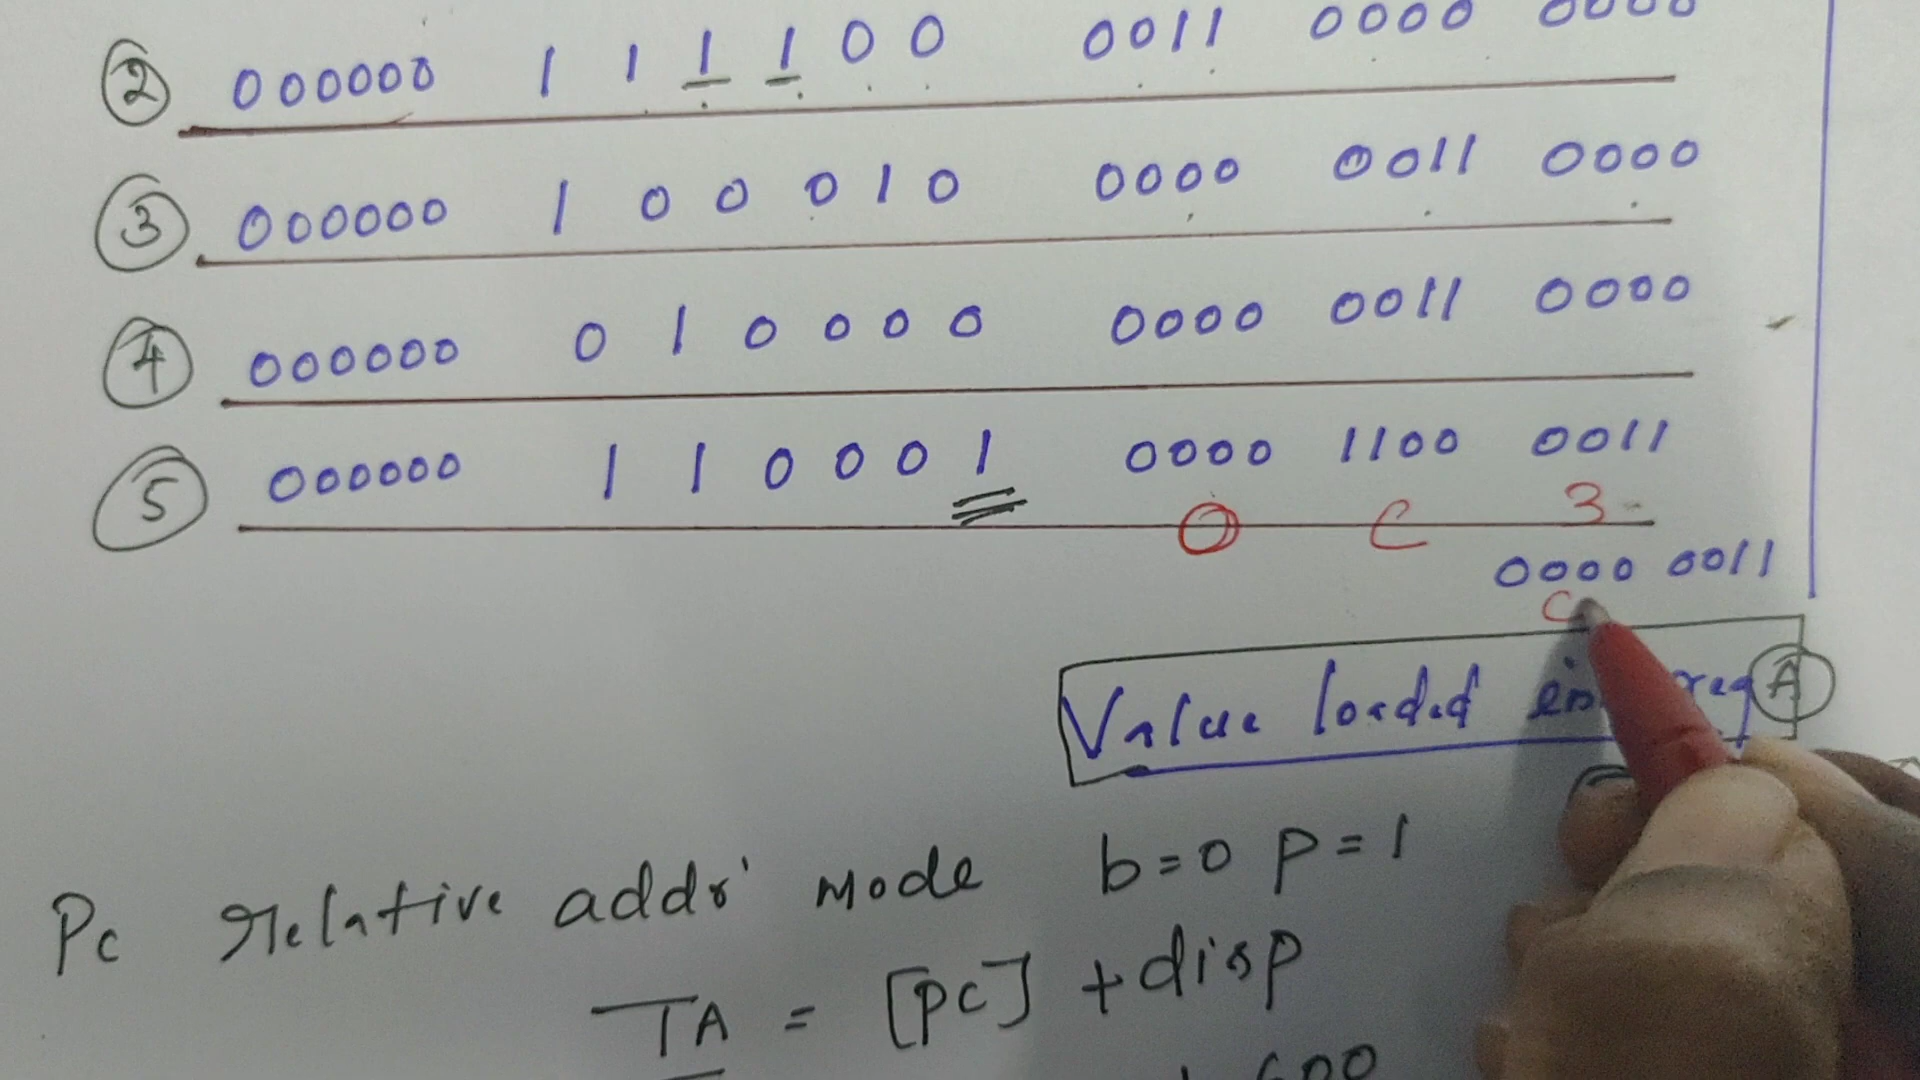 ② 000000 1 1 1 1 0 0 0011 0000 0000
③ 000000 1 0 0 0 1 0 0000 0011 0000
④ 000000 0 1 0 0 0 0 0000 0011 0000
⑤ 000000 1 1 0 0 0 1 0000 1100 0011
0 C 3
0000 0011
C
Value loaded reg A
Pc relative addr' mode b=0 P=1
TA = [PC] + disp
600